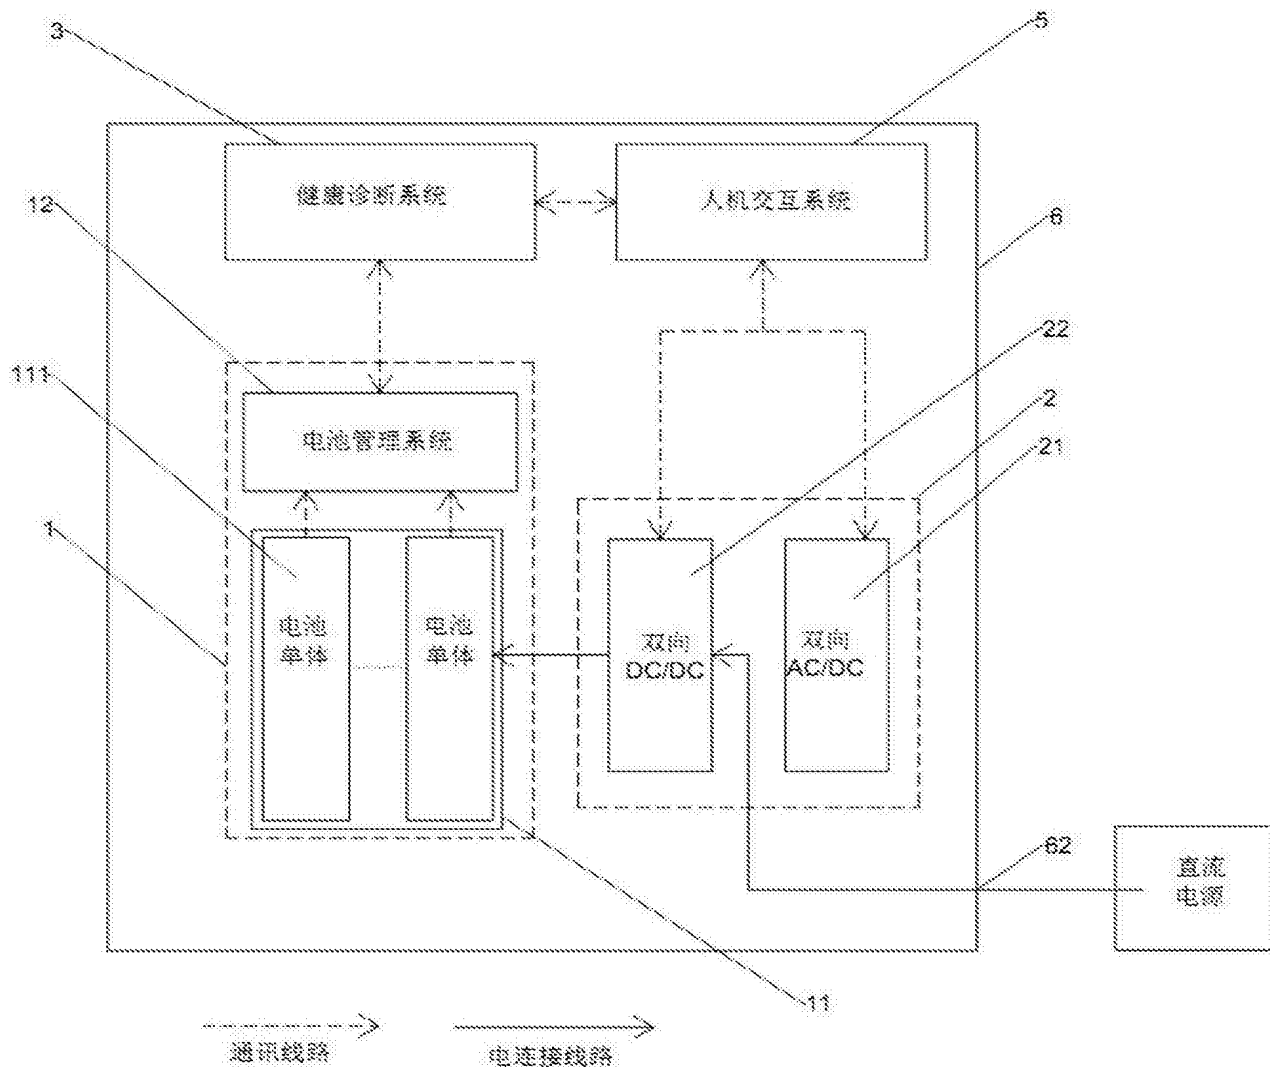 3
5
健康诊断系统
人机交互系统
12
6
22
111
2
电池管理系统
21
1
电池
单体
电池
单体
双向
DC/DC
双向
AC/DC
62
直流
电源
11
通讯线路
电连接线路